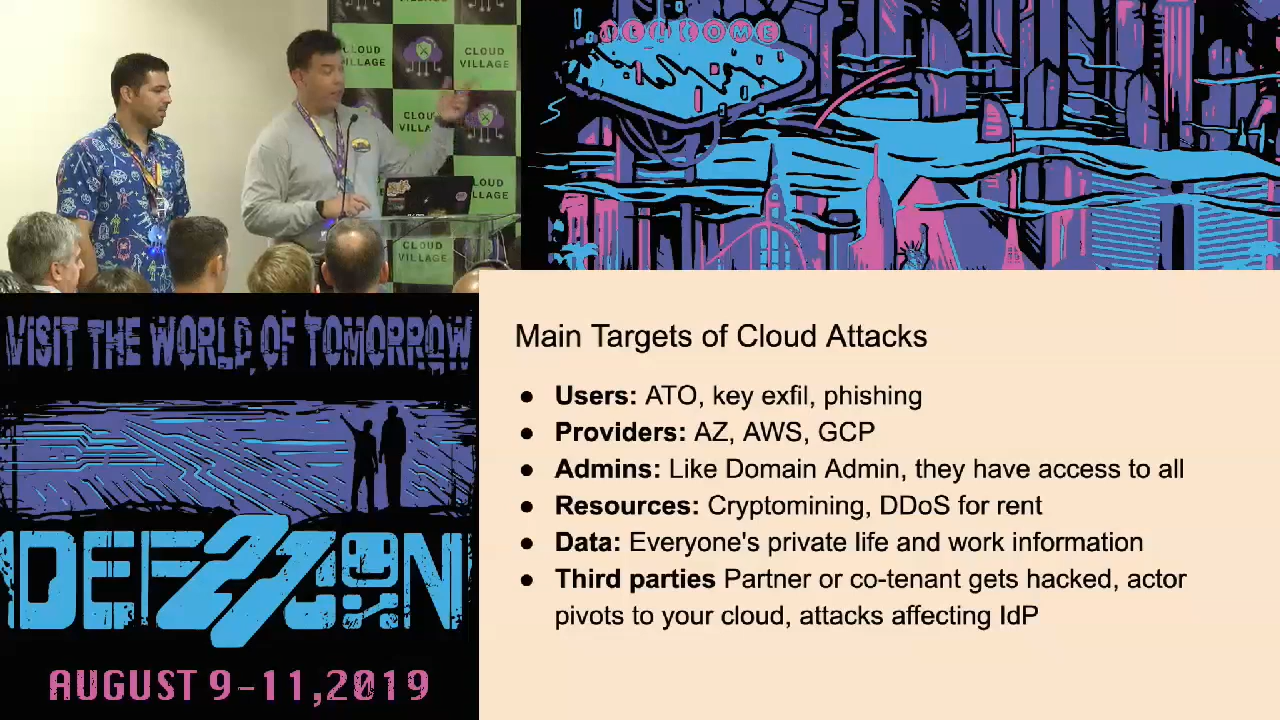 CLOUD
VILLAGE
CLOUD
VILLAGE
CLOUD
CLOUD
VILLAGE
WELCOME
VISIT THE WORLD OF TOMORROW
DEF27CON
AUGUST 9-11,2019
Main Targets of Cloud Attacks
● Users: ATO, key exfil, phishing
● Providers: AZ, AWS, GCP
● Admins: Like Domain Admin, they have access to all
● Resources: Cryptomining, DDoS for rent
● Data: Everyone's private life and work information
● Third parties Partner or co-tenant gets hacked, actor
pivots to your cloud, attacks affecting IdP